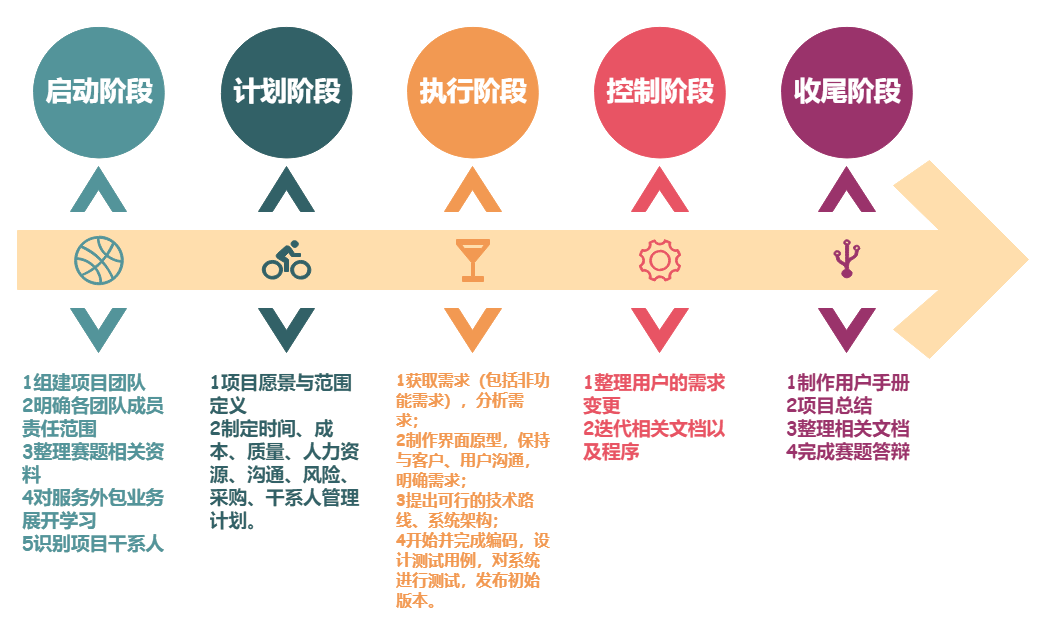 启动阶段
计划阶段
执行阶段
控制阶段
收尾阶段
1组建项目团队
2明确各团队成员
责任范围
3整理赛题相关资
料
4对服务外包业务
展开学习
5识别项目干系人
1项目愿景与范围
定义
2制定时间、成
本、质量、人力资
源、沟通、风险、
采购、干系人管理
计划。
1获取需求（包括非功
能需求），分析需
求；
2制作界面原型，保持
与客户、用户沟通，
明确需求；
3提出可行的技术路
线、系统架构；
4开始并完成编码，设
计测试用例，对系统
进行测试，发布初始
版本。
1整理用户的需求
变更
2迭代相关文档以
及程序
1制作用户手册
2项目总结
3整理相关文档
4完成赛题答辩